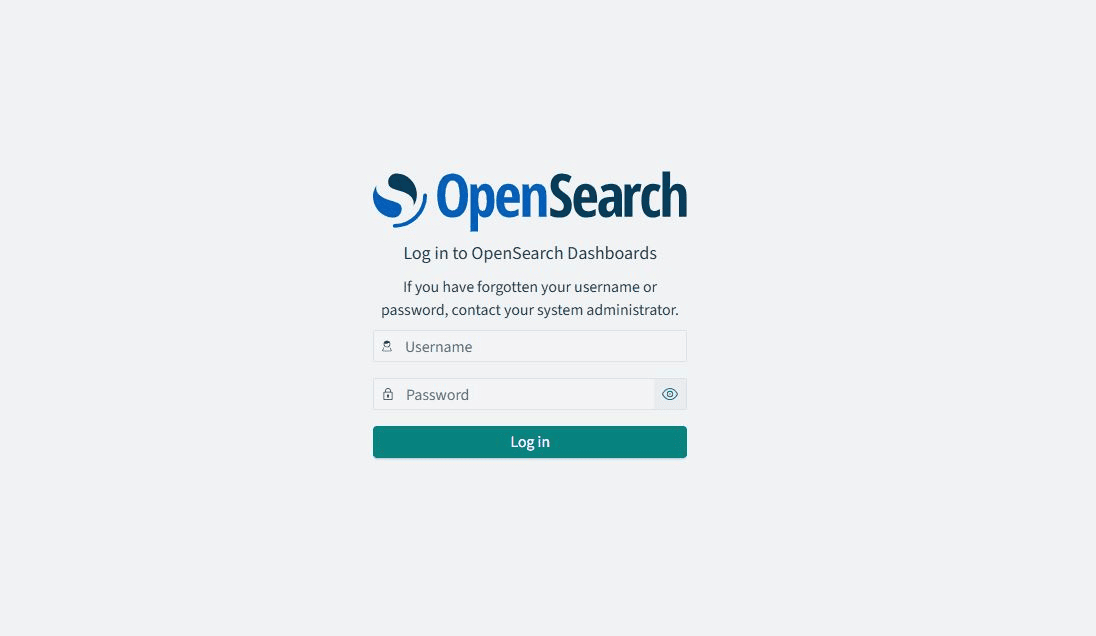 OpenSearch
Log in to OpenSearch Dashboards
If you have forgotten your username or
password, contact your system administrator.
Username
Password
Log in